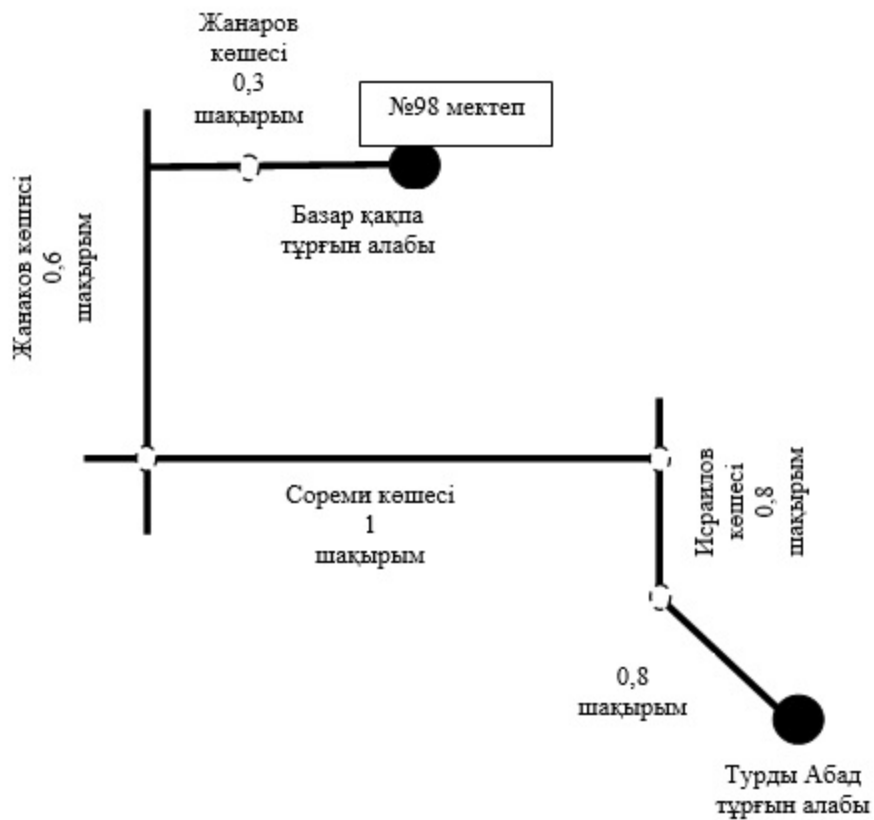 Жанаров
көшесі
0,3
шақырым
№98 мектеп
Базар қақпа
тұрғын алабы
Жанаков көшнсі
0,6
шақырым
Сореми көшесі
1
шақырым
Исраилов
көшесі
0,8
шақырым
0,8
шақырым
Турды Абад
тұрғын алабы